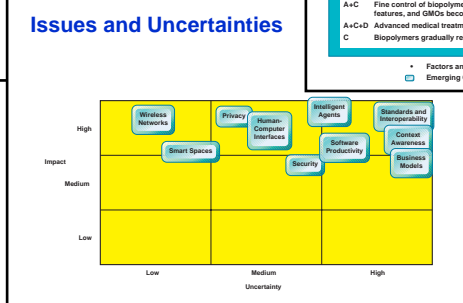 Issues and Uncertainties
A+C Fine control of biopolyme
features, and GMOs beco
A+C+D Advanced medical treatm
C Biopolymers gradually re
• Factors an
Emerging
High
Impact
Medium
Low
Wireless
Networks
Smart Spaces
Privacy
Human-
Computer
Interfaces
Security
Intelligent
Agents
Software
Productivity
Standards and
Interoperability
Context
Awareness
Business
Models
Low
Medium
High
Uncertainty